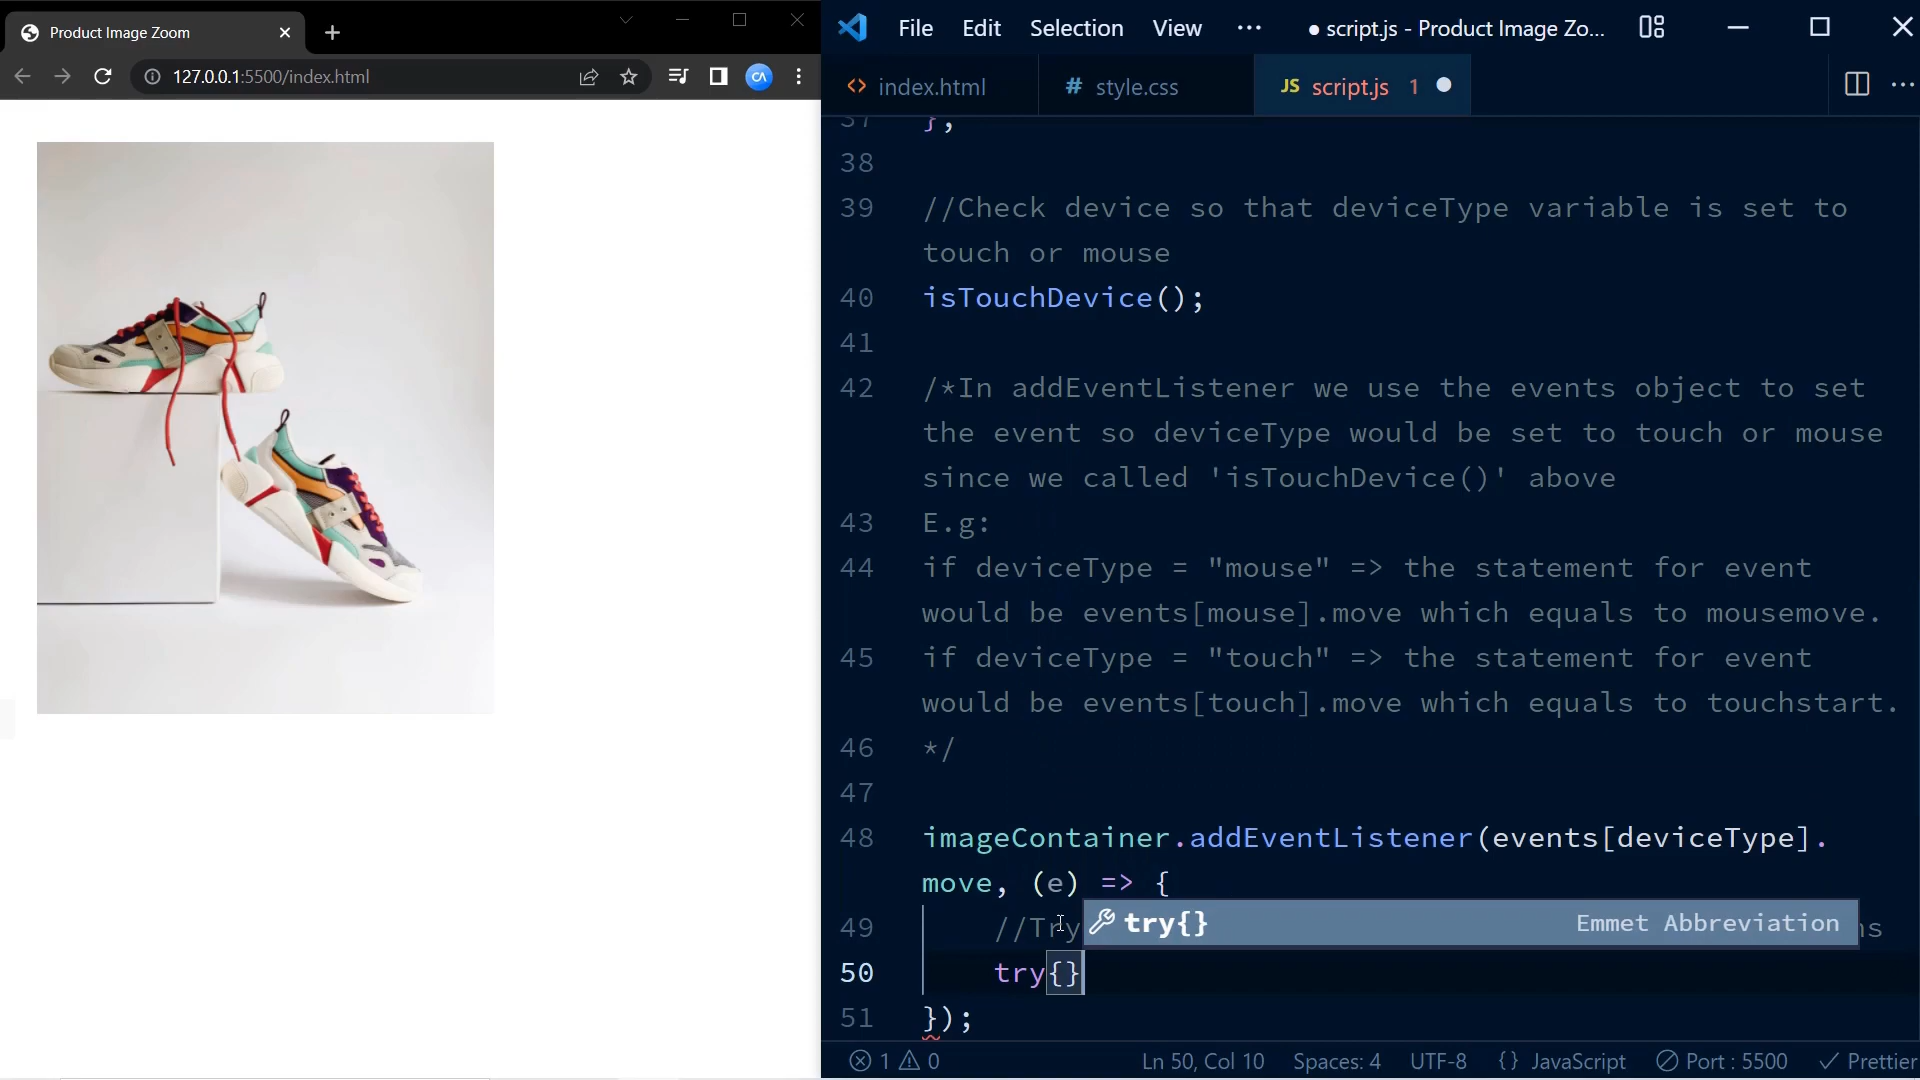 Product Image Zoom
127.0.0.1:5500/index.html
CA
File Edit Selection View ··· ● script.js - Product Image Zo...
<> index.html # style.css JS script.js 1 ●
37 },
38
39 //Check device so that deviceType variable is set to
touch or mouse
40 isTouchDevice();
41
42 /*In addEventListener we use the events object to set
the event so deviceType would be set to touch or mouse
since we called 'isTouchDevice()' above
43 E.g:
44 if deviceType = "mouse" => the statement for event
would be events[mouse].move which equals to mousemove.
45 if deviceType = "touch" => the statement for event
would be events[touch].move which equals to touchstart.
46 */
47
48 imageContainer.addEventListener(events[deviceType].
move, (e) => {
49 //Try
try{} Emmet Abbreviation
50 try{}
51 });
1 0 Ln 50, Col 10 Spaces: 4 UTF-8 {} JavaScript Port : 5500 ✓ Prettier